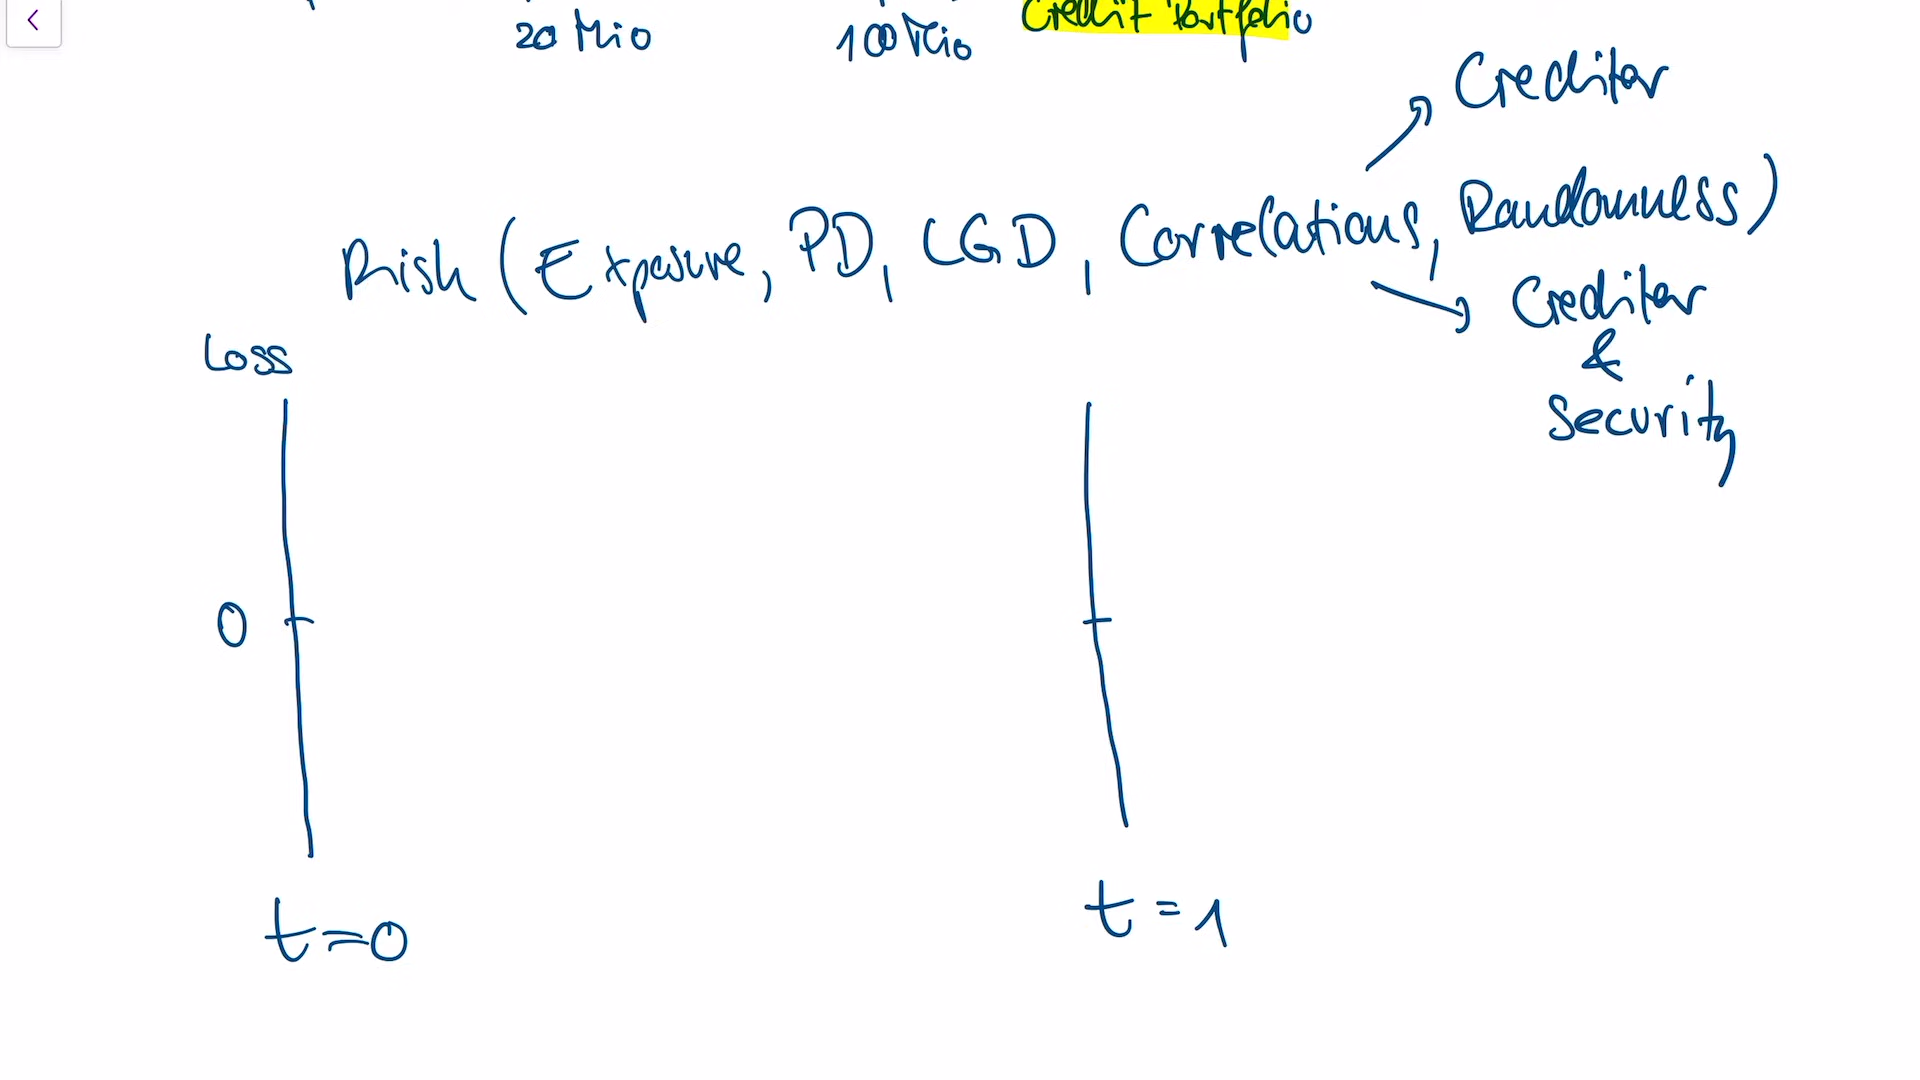 20 Mio
100 Mio
Credit Portfolio
Creditor
Risk (Exposure, PD, LGD, Correlations, Randomness)
Creditor
&
Security
Loss
0
t=0
t=1